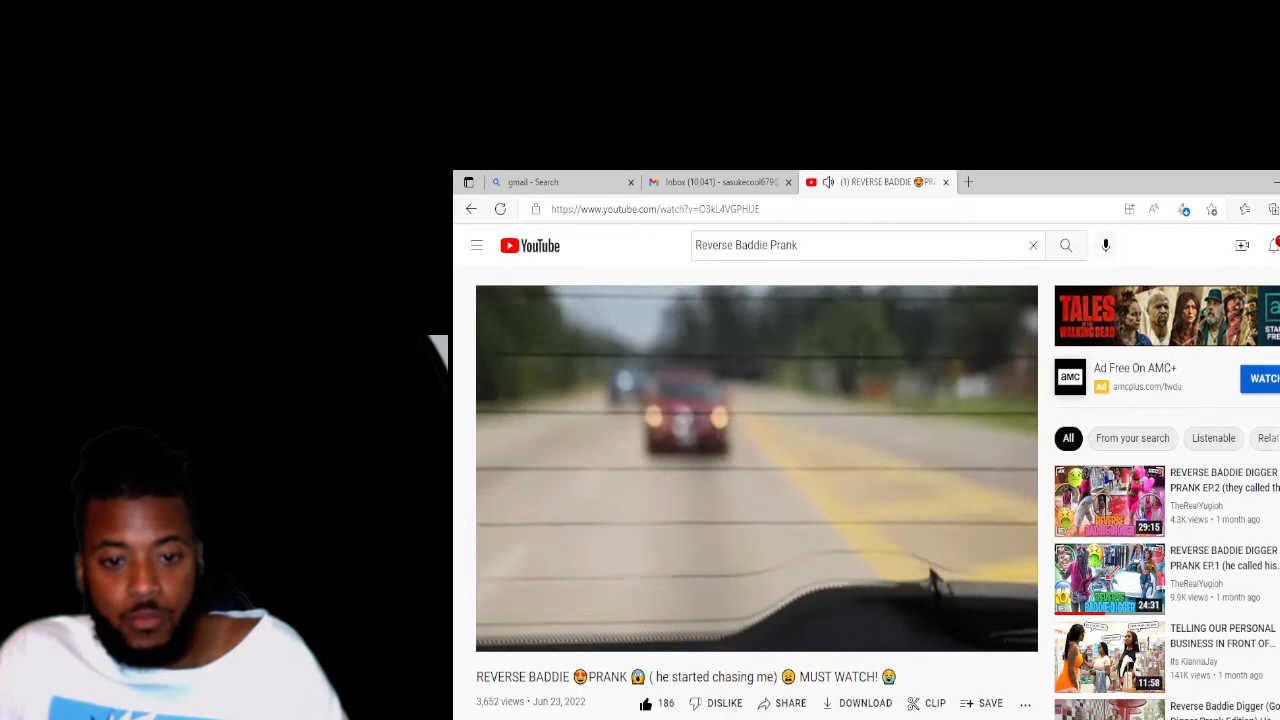 gmail - Search
Inbox (10,041) - sasukecool679
(1) REVERSE BADDIE 😍PR
https://www.youtube.com/watch?v=O3kL4VGPHUE
YouTube
Reverse Baddie Prank
TALES
WALKING DEAD
amc
Ad Free On AMC+
Ad amcplus.com/twdu
WATCH
All
From your search
Listenable
Rela
REVERSE BADDIE DIGGER
PRANK EP.2 (they called th
TheRealYugioh
4.3K views • 1 month ago
29:15
REVERSE BADDIE DIGGER
PRANK EP.1 (he called his..
TheRealYugioh
9.9K views • 1 month ago
24:31
TELLING OUR PERSONAL
BUSINESS IN FRONT OF...
Its KiannaJay
141K views • 1 month ago
11:58
Reverse Baddie Digger (Go
REVERSE BADDIE 😍PRANK 😱 ( he started chasing me) 😩 MUST WATCH! 😭
3,652 views • Jun 23, 2022
186
DISLIKE
SHARE
DOWNLOAD
CLIP
SAVE